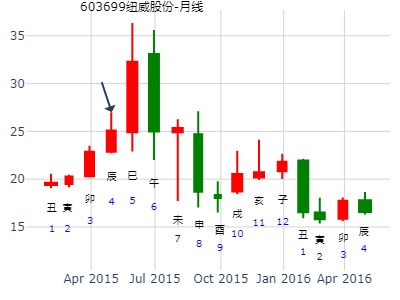 603699纽威股份-月线
35
30
25
20
15
丑 寅 卯 辰 巳 午 未 申 酉 戌 亥 子 丑 寅 卯 辰
1 2 3 4 5 6 7 8 9 10 11 12 1 2 3 4
Apr 2015 Jul 2015 Oct 2015 Jan 2016 Apr 2016